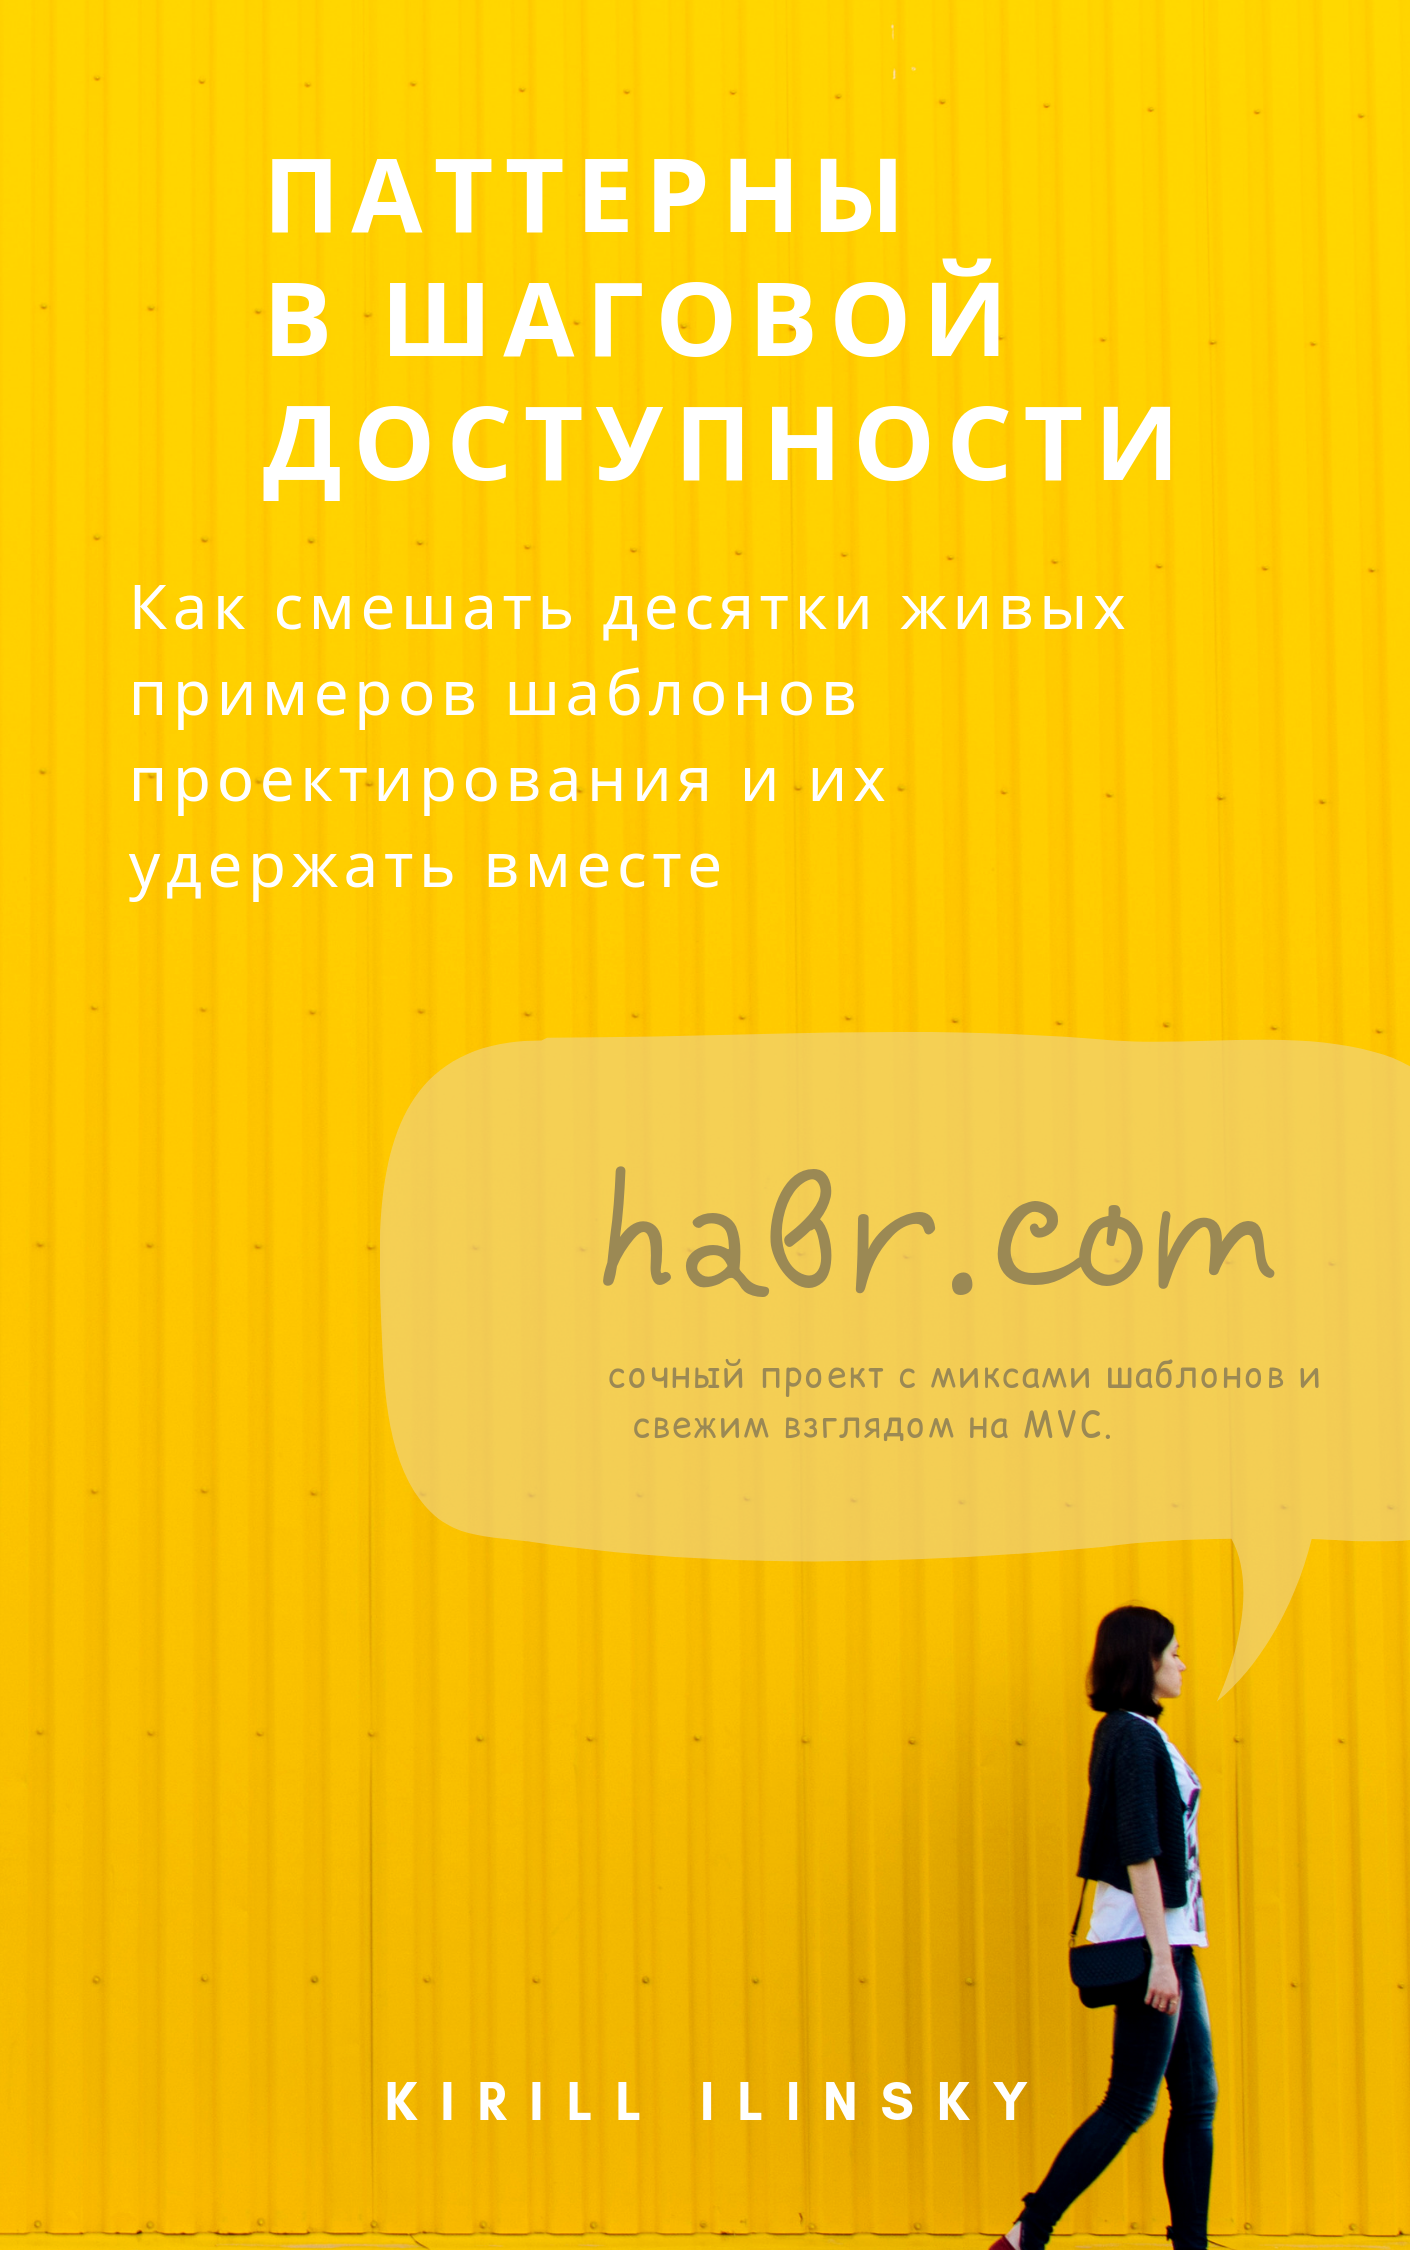 ПАТТЕРНЫ
В ШАГОВОЙ
ДОСТУПНОСТИ
Как смешать десятки живых
примеров шаблонов
проектирования и их
удержать вместе
habr.com
сочный проект с миксами шаблонов и
свежим взглядом на MVC.
KIRILL ILINSKY